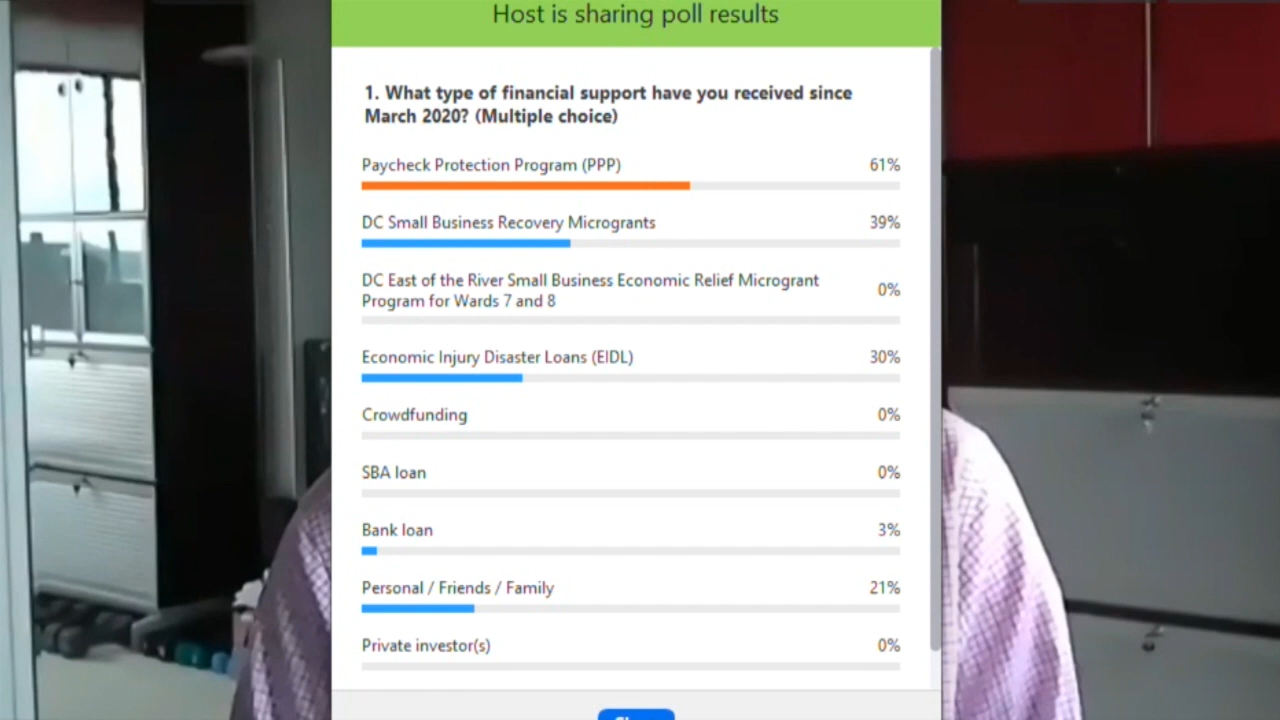 Host is sharing poll results
1. What type of financial support have you received since
March 2020? (Multiple choice)
Paycheck Protection Program (PPP) 61%
DC Small Business Recovery Microgrants 39%
DC East of the River Small Business Economic Relief Microgrant
Program for Wards 7 and 8 0%
Economic Injury Disaster Loans (EIDL) 30%
Crowdfunding 0%
SBA loan 0%
Bank loan 3%
Personal / Friends / Family 21%
Private investor(s) 0%